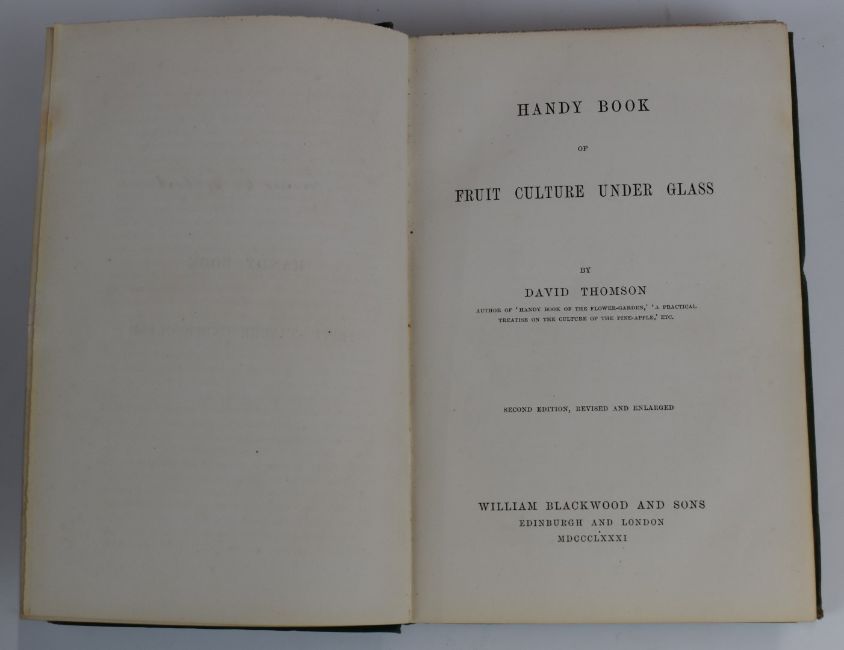 HANDY BOOK
OF
FRUIT CULTURE UNDER GLASS
BY
DAVID THOMSON
AUTHOR OF 'HANDY BOOK OF THE FLOWER-GARDEN,' 'A PRACTICAL
TREATISE ON THE CULTURE OF THE PINE-APPLE,' ETC.
SECOND EDITION, REVISED AND ENLARGED
WILLIAM BLACKWOOD AND SONS
EDINBURGH AND LONDON
MDCCCLXXXI